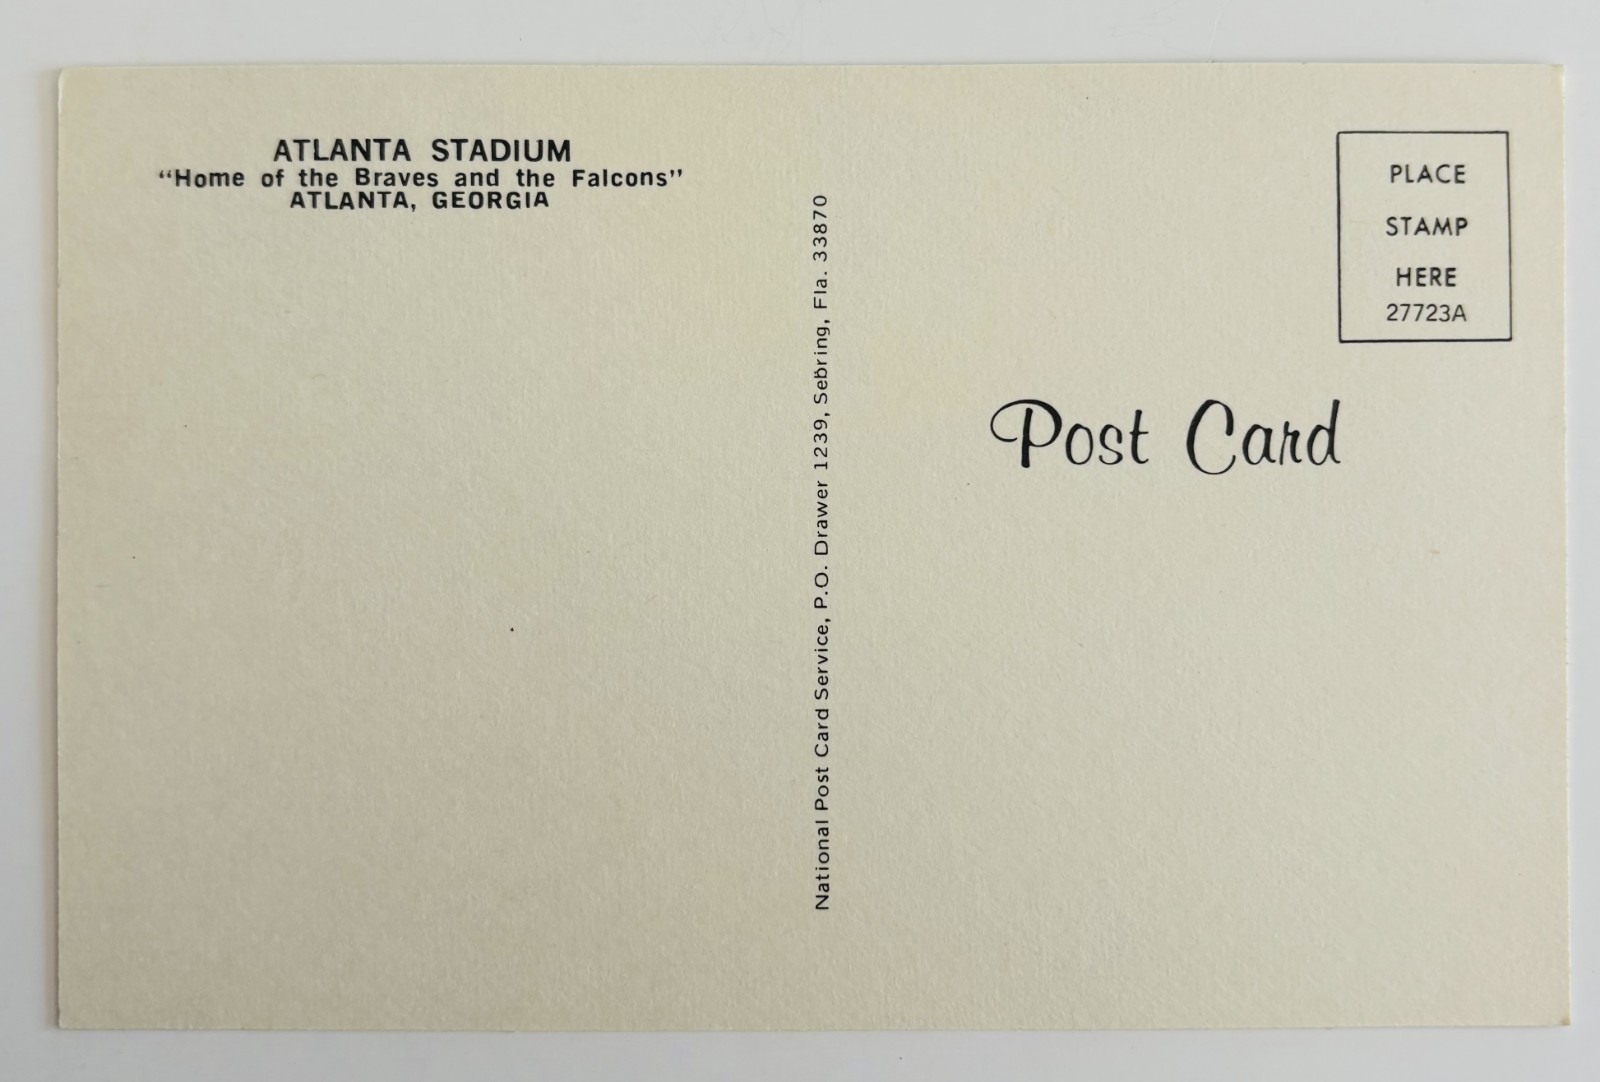 ATLANTA STADIUM
“Home of the Braves and the Falcons”
ATLANTA, GEORGIA
National Post Card Service, P.O. Drawer 1239, Sebring, Fla. 33870
PLACE
STAMP
HERE
27723A
Post Card